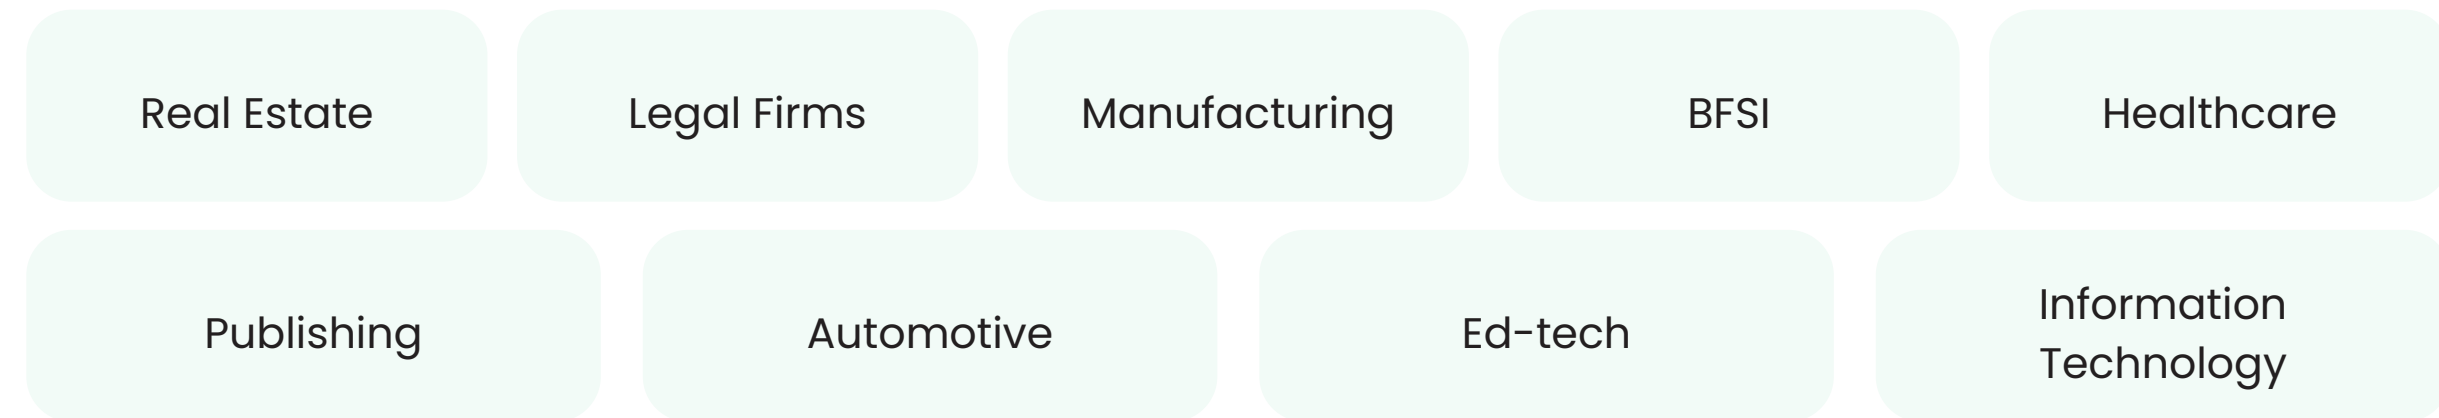 Real Estate
Legal Firms
Manufacturing
BFSI
Healthcare
Publishing
Automotive
Ed-tech
Information
Technology